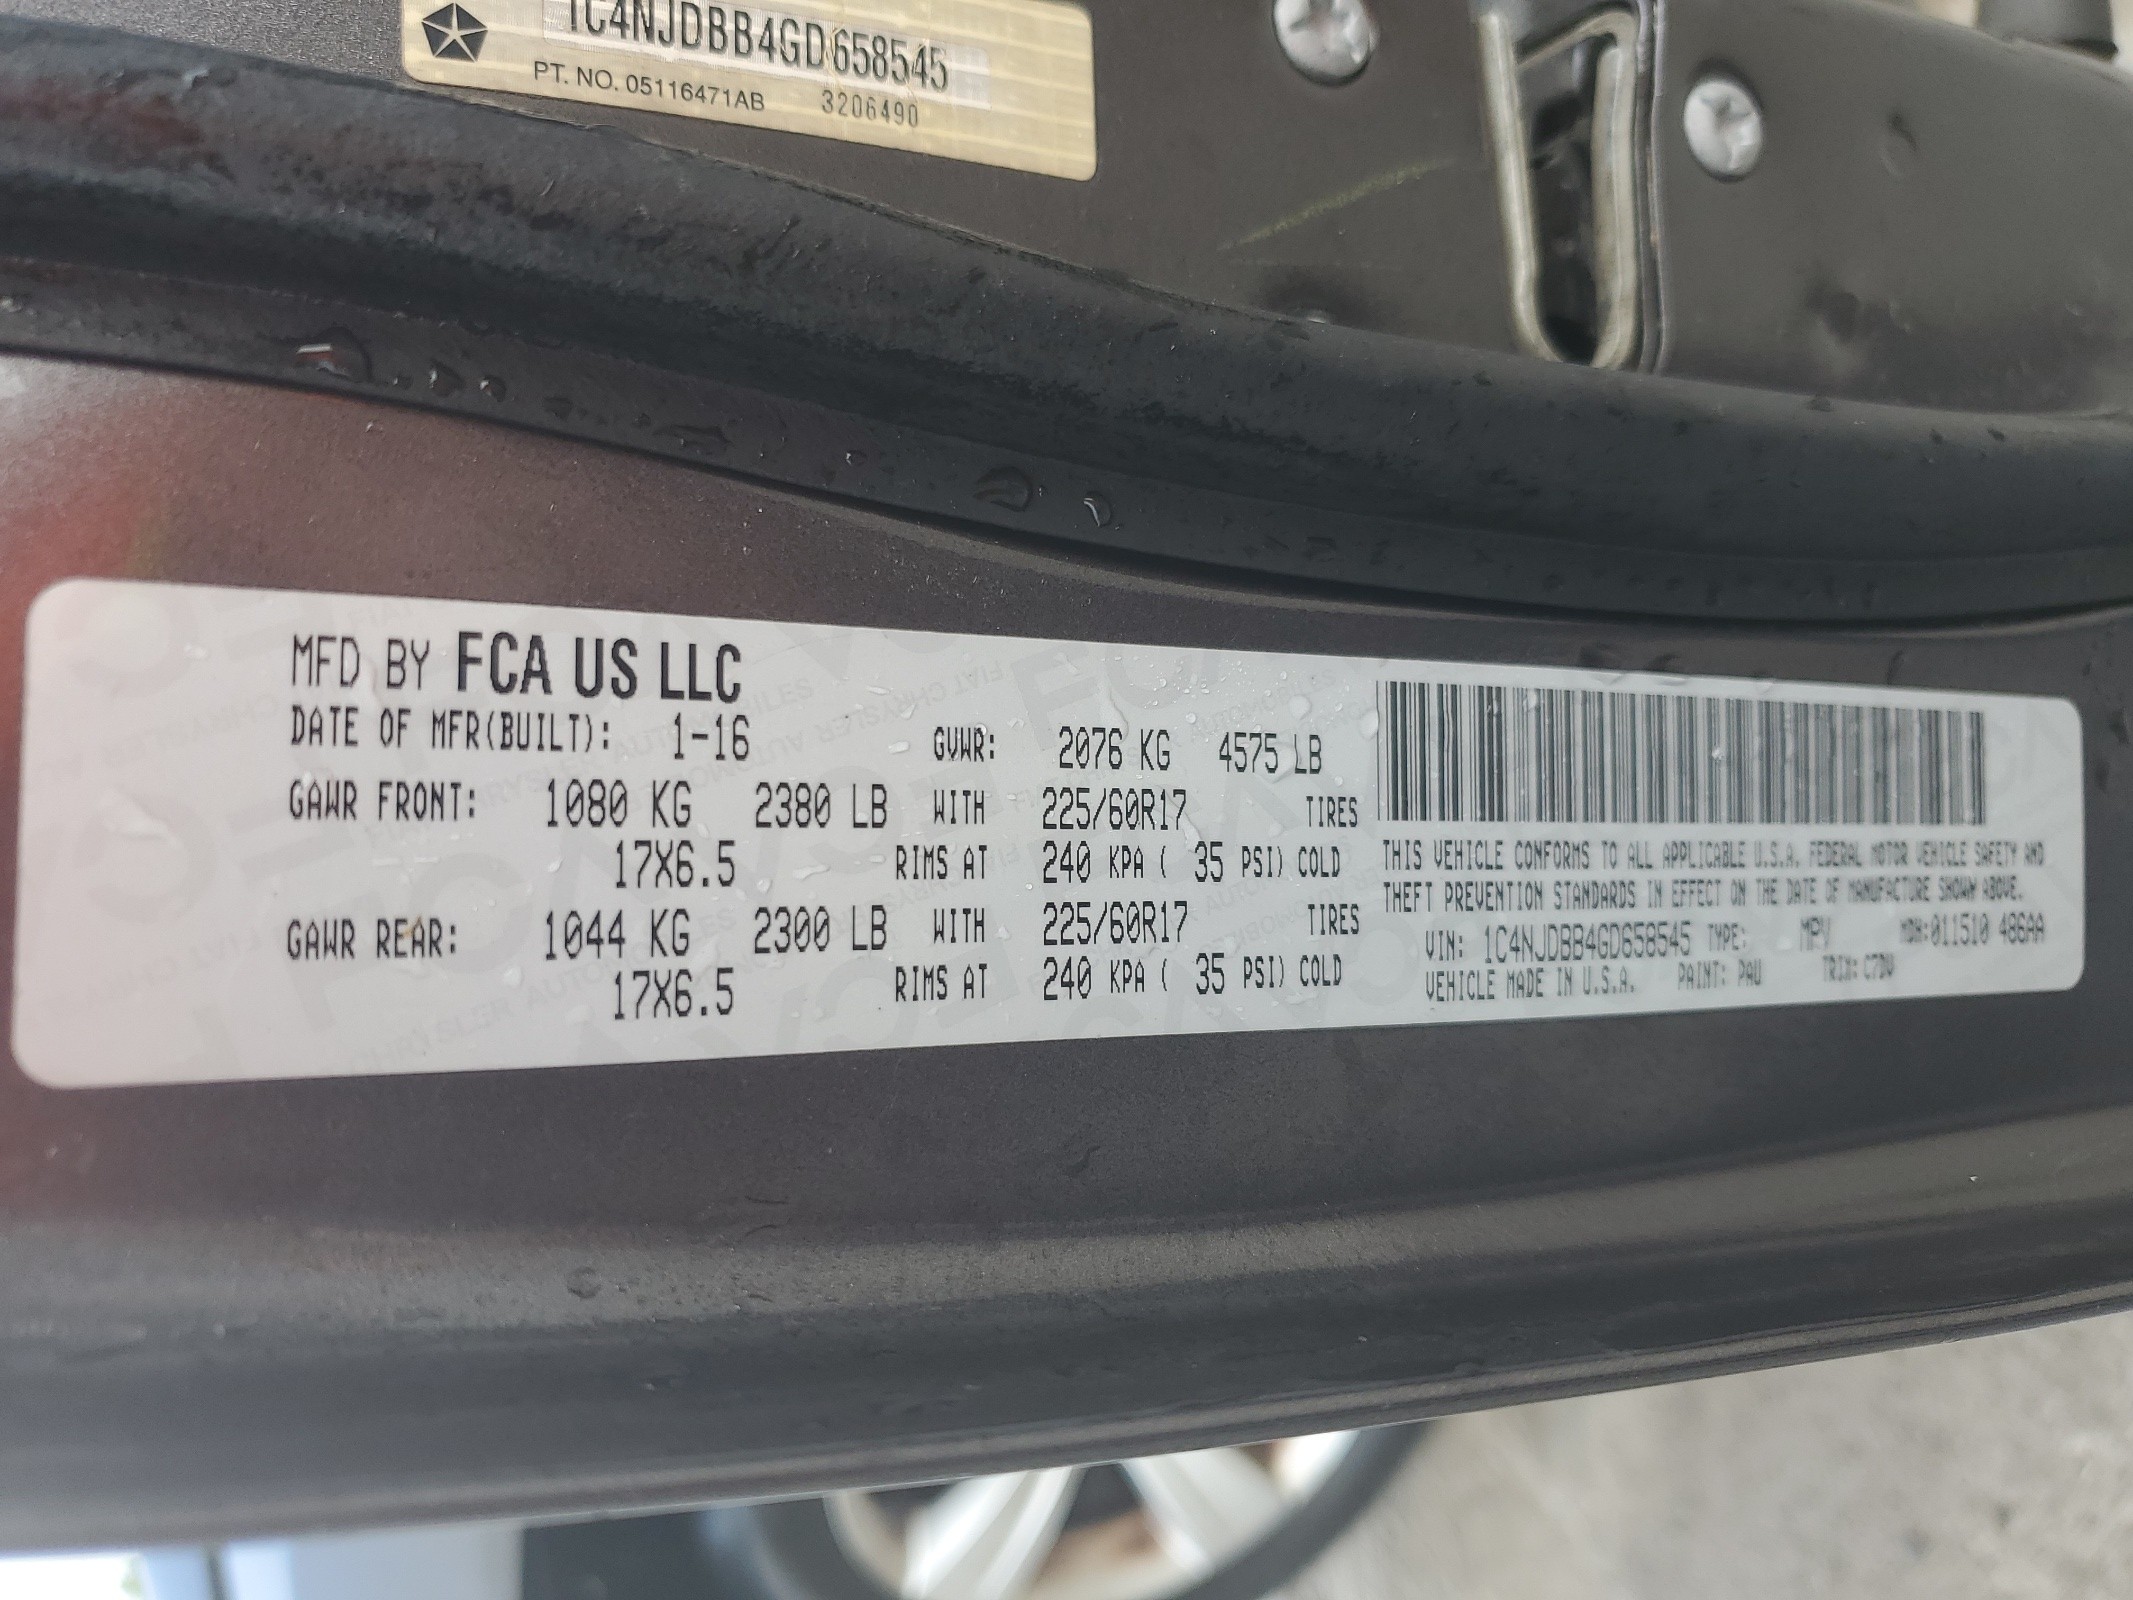 1C4NJDBB4GD658545
PT. NO. 05116471AB 3206490
MFD BY FCA US LLC
DATE OF MFR(BUILT): 1-16 GVWR: 2076 KG 4575 LB
GAWR FRONT: 1080 KG 2380 LB WITH 225/60R17 TIRES
17X6.5 RIMS AT 240 KPA ( 35 PSI) COLD
GAWR REAR: 1044 KG 2300 LB WITH 225/60R17 TIRES
17X6.5 RIMS AT 240 KPA ( 35 PSI) COLD
THIS VEHICLE CONFORMS TO ALL APPLICABLE U.S.A. FEDERAL MOTOR VEHICLE SAFETY AND
THEFT PREVENTION STANDARDS IN EFFECT ON THE DATE OF MANUFACTURE SHOWN ABOVE.
VIN: 1C4NJDBB4GD658545 TYPE: MPV MDH:011510 486AA
VEHICLE MADE IN U.S.A. PAINT: PAU TRIM: